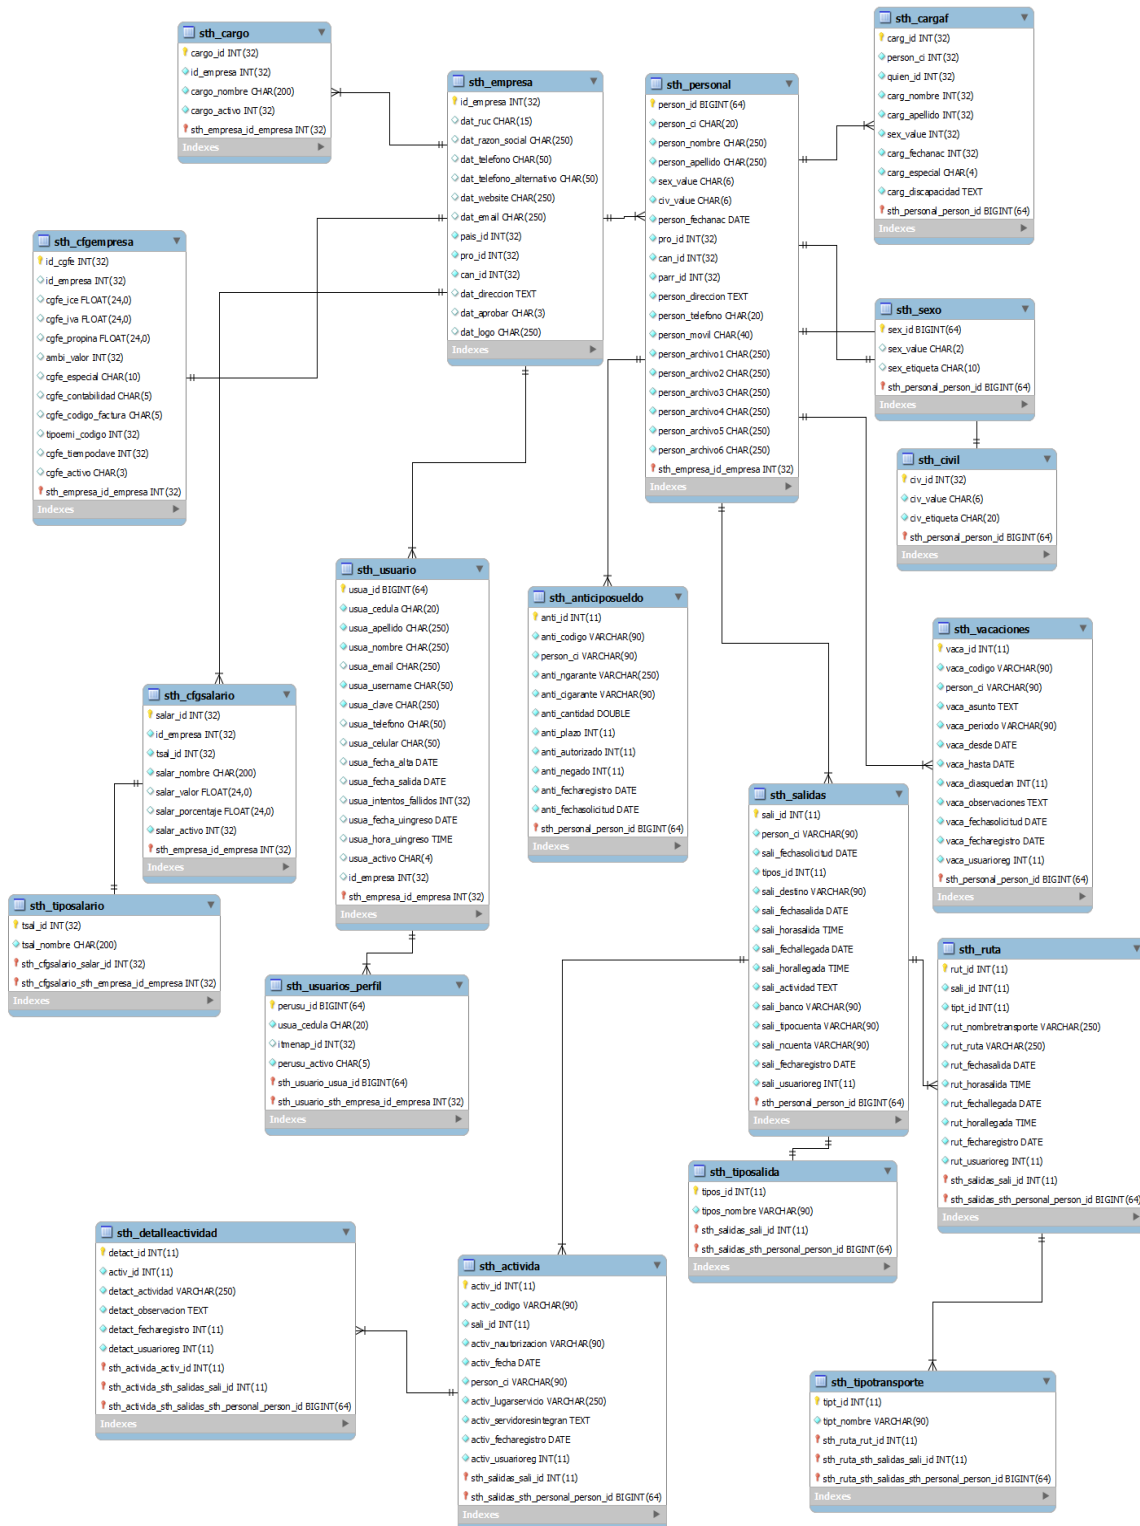 sth_cargo
cargo_id INT(32)
id_empresa INT(32)
cargo_nombre CHAR(200)
cargo_activo INT(32)
sth_empresa_id_empresa INT(32)
Indexes
sth_empresa
id_empresa INT(32)
dat_ruc CHAR(15)
dat_razon_social CHAR(250)
dat_telefono CHAR(50)
dat_telefono_alternativo CHAR(50)
dat_website CHAR(250)
dat_email CHAR(250)
pais_id INT(32)
pro_id INT(32)
can_id INT(32)
dat_direccion TEXT
dat_aprobar CHAR(3)
dat_logo CHAR(250)
Indexes
sth_personal
person_id BIGINT(64)
person_ci CHAR(20)
person_nombre CHAR(250)
person_apellido CHAR(250)
sex_value CHAR(6)
civ_value CHAR(6)
person_fechanac DATE
pro_id INT(32)
can_id INT(32)
parr_id INT(32)
person_direccion TEXT
person_telefono CHAR(20)
person_movil CHAR(40)
person_archivo1 CHAR(250)
person_archivo2 CHAR(250)
person_archivo3 CHAR(250)
person_archivo4 CHAR(250)
person_archivo5 CHAR(250)
person_archivo6 CHAR(250)
sth_empresa_id_empresa INT(32)
Indexes
sth_cargaf
carg_id INT(32)
person_ci INT(32)
quien_id INT(32)
carg_nombre INT(32)
carg_apellido INT(32)
sex_value INT(32)
carg_fechanac INT(32)
carg_especial CHAR(4)
carg_discapacidad TEXT
sth_personal_person_id BIGINT(64)
Indexes
sth_cfgempresa
id_cgfe INT(32)
id_empresa INT(32)
cgfe_ice FLOAT(24,0)
cgfe_iva FLOAT(24,0)
cgfe_propina FLOAT(24,0)
ambi_valor INT(32)
cgfe_especial CHAR(10)
cgfe_contabilidad CHAR(5)
cgfe_codigo_factura CHAR(5)
tipoemi_codigo INT(32)
cgfe_tiempoclave INT(32)
cgfe_activo CHAR(3)
sth_empresa_id_empresa INT(32)
Indexes
sth_sexo
sex_id BIGINT(64)
sex_value CHAR(2)
sex_etiqueta CHAR(10)
sth_personal_person_id BIGINT(64)
Indexes
sth_civil
civ_id INT(32)
civ_value CHAR(6)
civ_etiqueta CHAR(20)
sth_personal_person_id BIGINT(64)
Indexes
sth_usuario
usua_id BIGINT(64)
usua_cedula CHAR(20)
usua_apellido CHAR(250)
usua_nombre CHAR(250)
usua_email CHAR(250)
usua_username CHAR(50)
usua_clave CHAR(250)
usua_telefono CHAR(50)
usua_celular CHAR(50)
usua_fecha_alta DATE
usua_fecha_salida DATE
usua_intentos_fallidos INT(32)
usua_fecha_uingreso DATE
usua_hora_uingreso TIME
usua_activo CHAR(4)
id_empresa INT(32)
sth_empresa_id_empresa INT(32)
Indexes
sth_anticiposueldo
anti_id INT(11)
anti_codigo VARCHAR(90)
person_ci VARCHAR(90)
anti_ngarante VARCHAR(250)
anti_cigarante VARCHAR(90)
anti_cantidad DOUBLE
anti_plazo INT(11)
anti_autorizado INT(11)
anti_negado INT(11)
anti_fecharegistro DATE
anti_fechasolicitud DATE
sth_personal_person_id BIGINT(64)
Indexes
sth_vacaciones
vaca_id INT(11)
vaca_codigo VARCHAR(90)
person_ci VARCHAR(90)
vaca_asunto TEXT
vaca_periodo VARCHAR(90)
vaca_desde DATE
vaca_hasta DATE
vaca_diasquedan INT(11)
vaca_observaciones TEXT
vaca_fechasolicitud DATE
vaca_fecharegistro DATE
vaca_usuarioreg INT(11)
sth_personal_person_id BIGINT(64)
Indexes
sth_cfgsalario
salar_id INT(32)
id_empresa INT(32)
tsal_id INT(32)
salar_nombre CHAR(200)
salar_valor FLOAT(24,0)
salar_porcentaje FLOAT(24,0)
salar_activo INT(32)
sth_empresa_id_empresa INT(32)
Indexes
sth_salidas
sali_id INT(11)
person_ci VARCHAR(90)
sali_fechasolicitud DATE
tipos_id INT(11)
sali_destino VARCHAR(90)
sali_fechasalida DATE
sali_horasalida TIME
sali_fechallegada DATE
sali_horallegada TIME
sali_actividad TEXT
sali_banco VARCHAR(90)
sali_tipocuenta VARCHAR(90)
sali_ncuenta VARCHAR(90)
sali_fecharegistro DATE
sali_usuarioreg INT(11)
sth_personal_person_id BIGINT(64)
Indexes
sth_tiposalario
tsal_id INT(32)
tsal_nombre CHAR(200)
sth_cfgsalario_salar_id INT(32)
sth_cfgsalario_sth_empresa_id_empresa INT(32)
Indexes
sth_usuarios_perfil
perusu_id BIGINT(64)
usua_cedula CHAR(20)
itmenap_id INT(32)
perusu_activo CHAR(5)
sth_usuario_usua_id BIGINT(64)
sth_usuario_sth_empresa_id_empresa INT(32)
Indexes
sth_ruta
rut_id INT(11)
sali_id INT(11)
tipt_id INT(11)
rut_nombretransporte VARCHAR(250)
rut_ruta VARCHAR(250)
rut_fechasalida DATE
rut_horasalida TIME
rut_fechallegada DATE
rut_horallegada TIME
rut_fecharegistro DATE
rut_usuarioreg INT(11)
sth_salidas_sali_id INT(11)
sth_salidas_sth_personal_person_id BIGINT(64)
Indexes
sth_tiposalida
tipos_id INT(11)
tipos_nombre VARCHAR(90)
sth_salidas_sali_id INT(11)
sth_salidas_sth_personal_person_id BIGINT(64)
Indexes
sth_detalleactividad
detact_id INT(11)
activ_id INT(11)
detact_actividad VARCHAR(250)
detact_observacion TEXT
detact_fecharegistro INT(11)
detact_usuarioreg INT(11)
sth_activida_activ_id INT(11)
sth_activida_sth_salidas_sali_id INT(11)
sth_activida_sth_salidas_sth_personal_person_id BIGINT(64)
Indexes
sth_activida
activ_id INT(11)
activ_codigo VARCHAR(90)
sali_id INT(11)
activ_nautorizacion VARCHAR(90)
activ_fecha DATE
person_ci VARCHAR(90)
activ_lugarservicio VARCHAR(250)
activ_servidoresintegran TEXT
activ_fecharegistro DATE
activ_usuarioreg INT(11)
sth_salidas_sali_id INT(11)
sth_salidas_sth_personal_person_id BIGINT(64)
Indexes
sth_tipotransporte
tipt_id INT(11)
tipt_nombre VARCHAR(90)
sth_ruta_rut_id INT(11)
sth_ruta_sth_salidas_sali_id INT(11)
sth_ruta_sth_salidas_sth_personal_person_id BIGINT(64)
Indexes